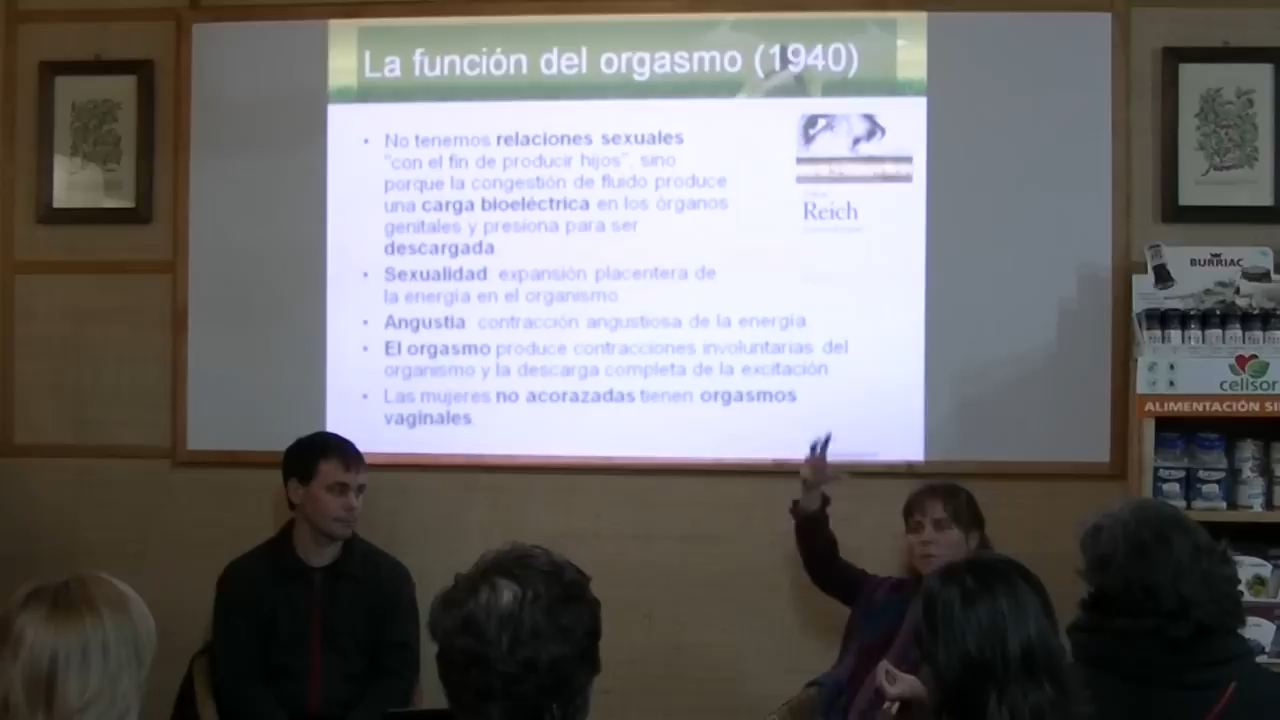 La función del orgasmo (1940)
• No tenemos relaciones sexuales
"con el fin de producir hijos", sino
porque la congestión de fluido produce
una carga bioeléctrica en los órganos
genitales y presiona para ser
descargada.
• Sexualidad expansión placentera de
la energía en el organismo
• Angustia contracción angustiosa de la energía
• El orgasmo produce contracciones involuntarias del
organismo y la descarga completa de la excitación
• Las mujeres no acorazadas tienen orgasmos
vaginales.
Reich
BURRIAC
celisor
ALIMENTACIÓN SI